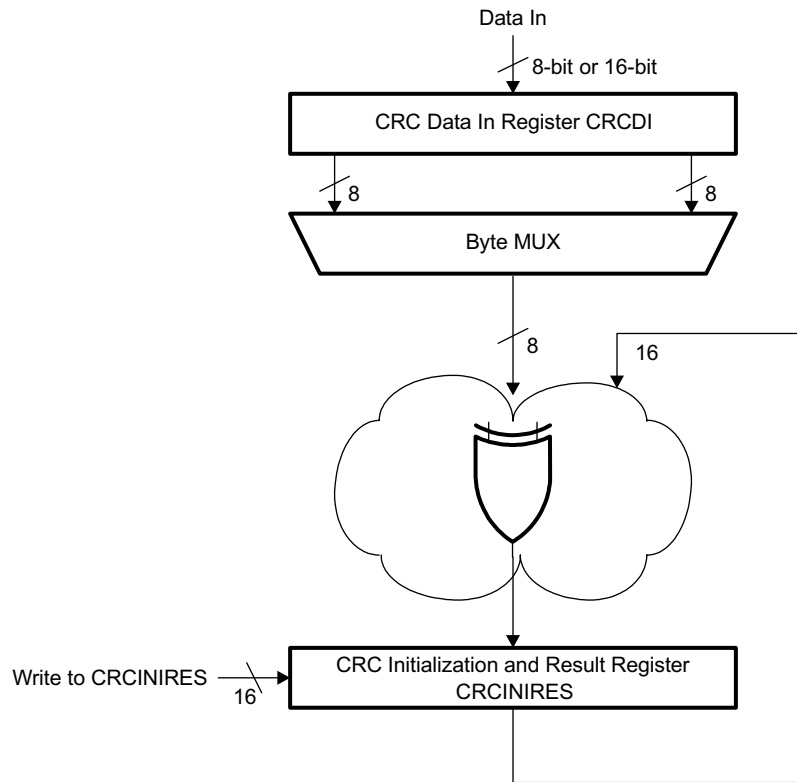 Data In
8-bit or 16-bit
CRC Data In Register CRCDI
8
8
Byte MUX
8
16
CRC Initialization and Result Register
CRCINIRES
Write to CRCINIRES
16